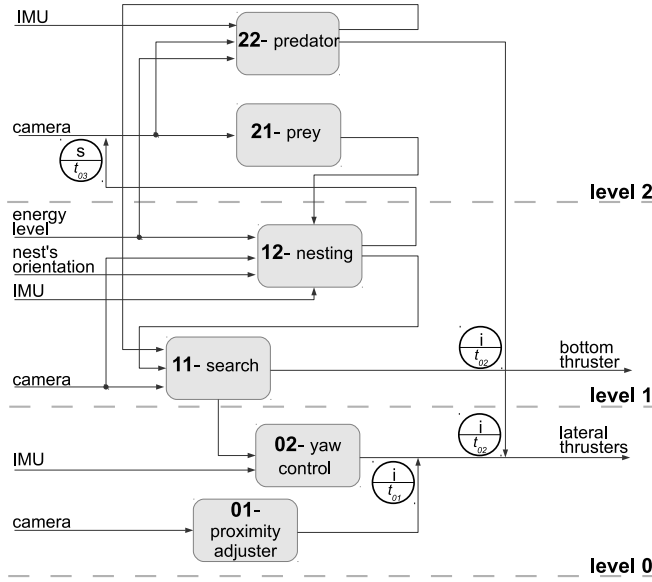 IMU
22- predator
camera
21- prey
s
t03
level 2
energy
level
nest's
orientation
12- nesting
IMU
11- search
i
t02
bottom
thruster
camera
level 1
02- yaw
control
i
t02
lateral
thrusters
IMU
i
t01
01-
proximity
adjuster
camera
level 0